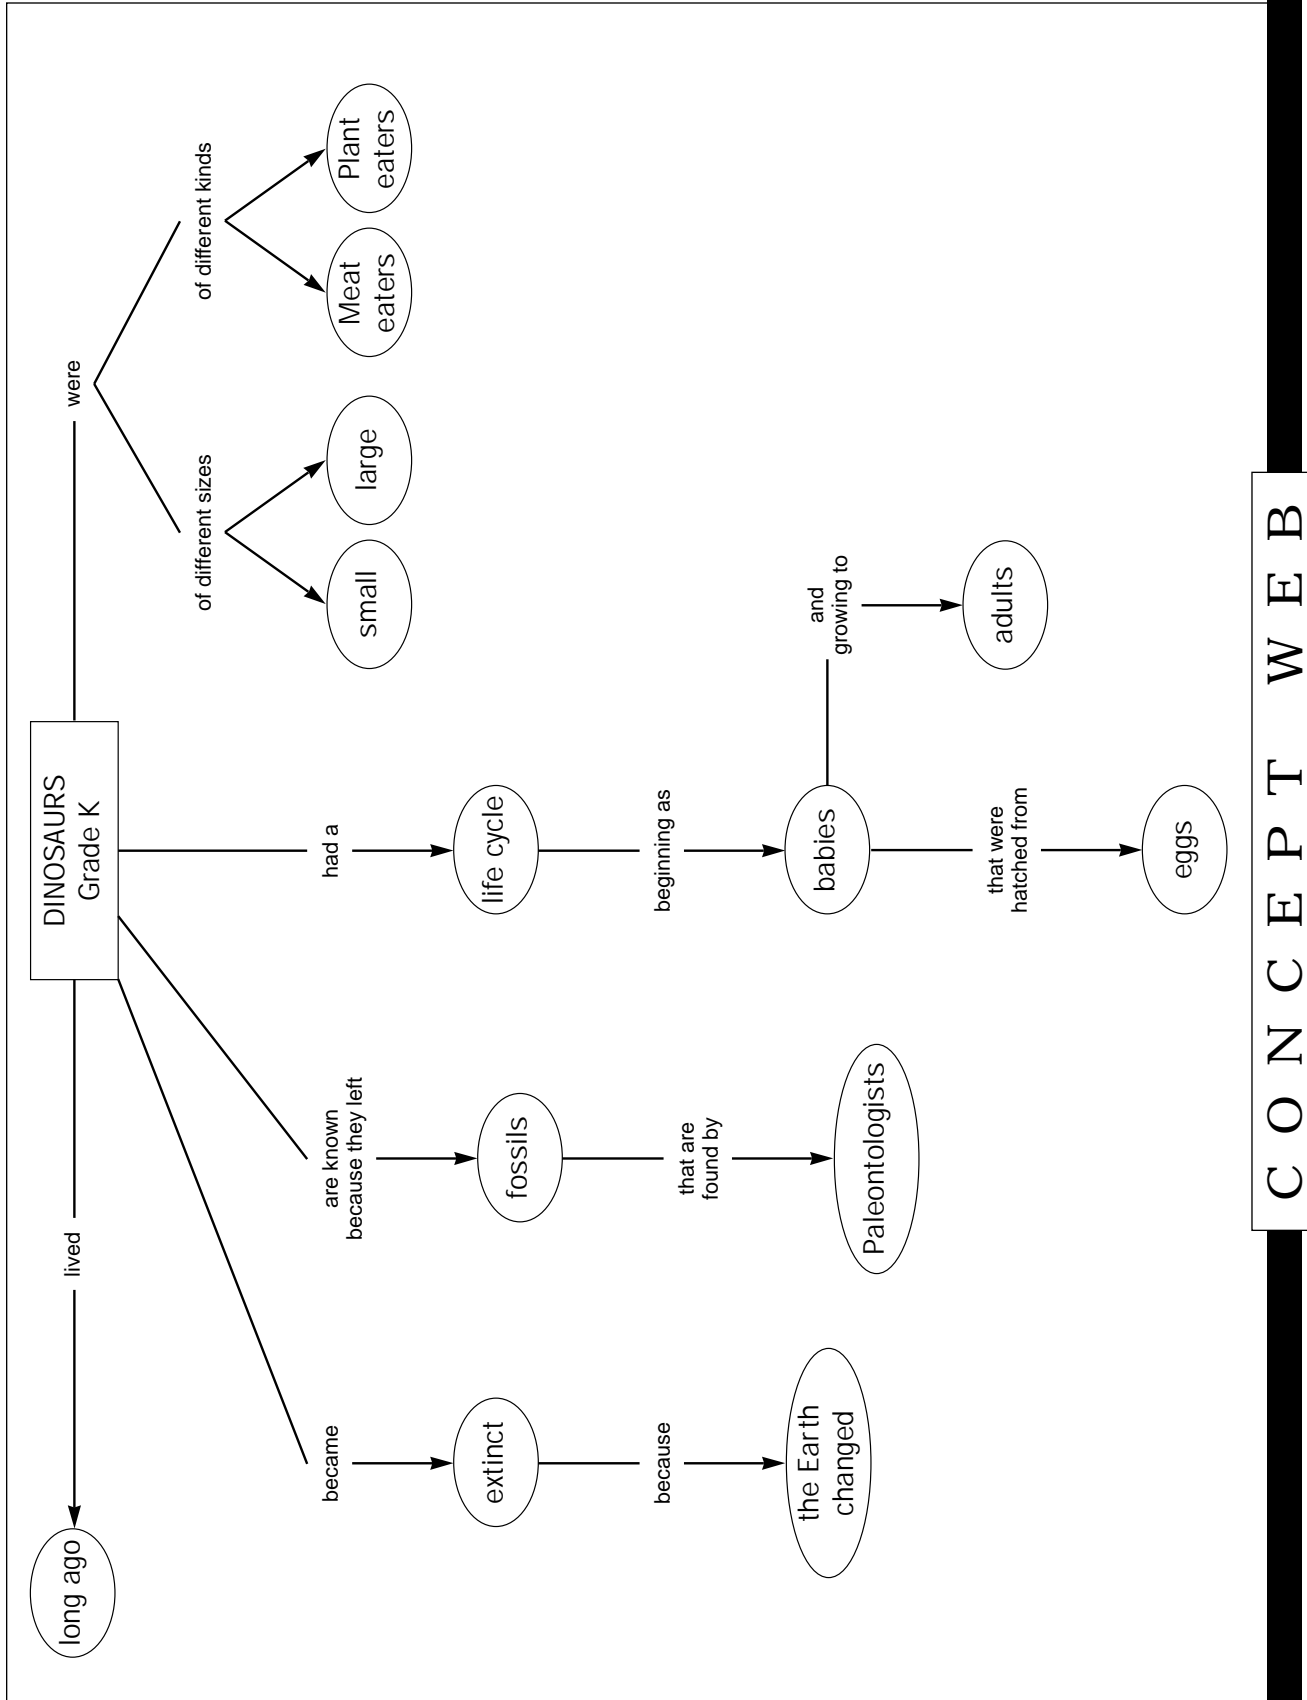 DINOSAURS
Grade K
lived
long ago
became
extinct
because
the Earth
changed
are known
because they left
fossils
that are
found by
Paleontologists
had a
life cycle
beginning as
babies
that were
hatched from
eggs
and
growing to
adults
were
of different sizes
small
large
of different kinds
Meat
eaters
Plant
eaters
CONCEPT WEB